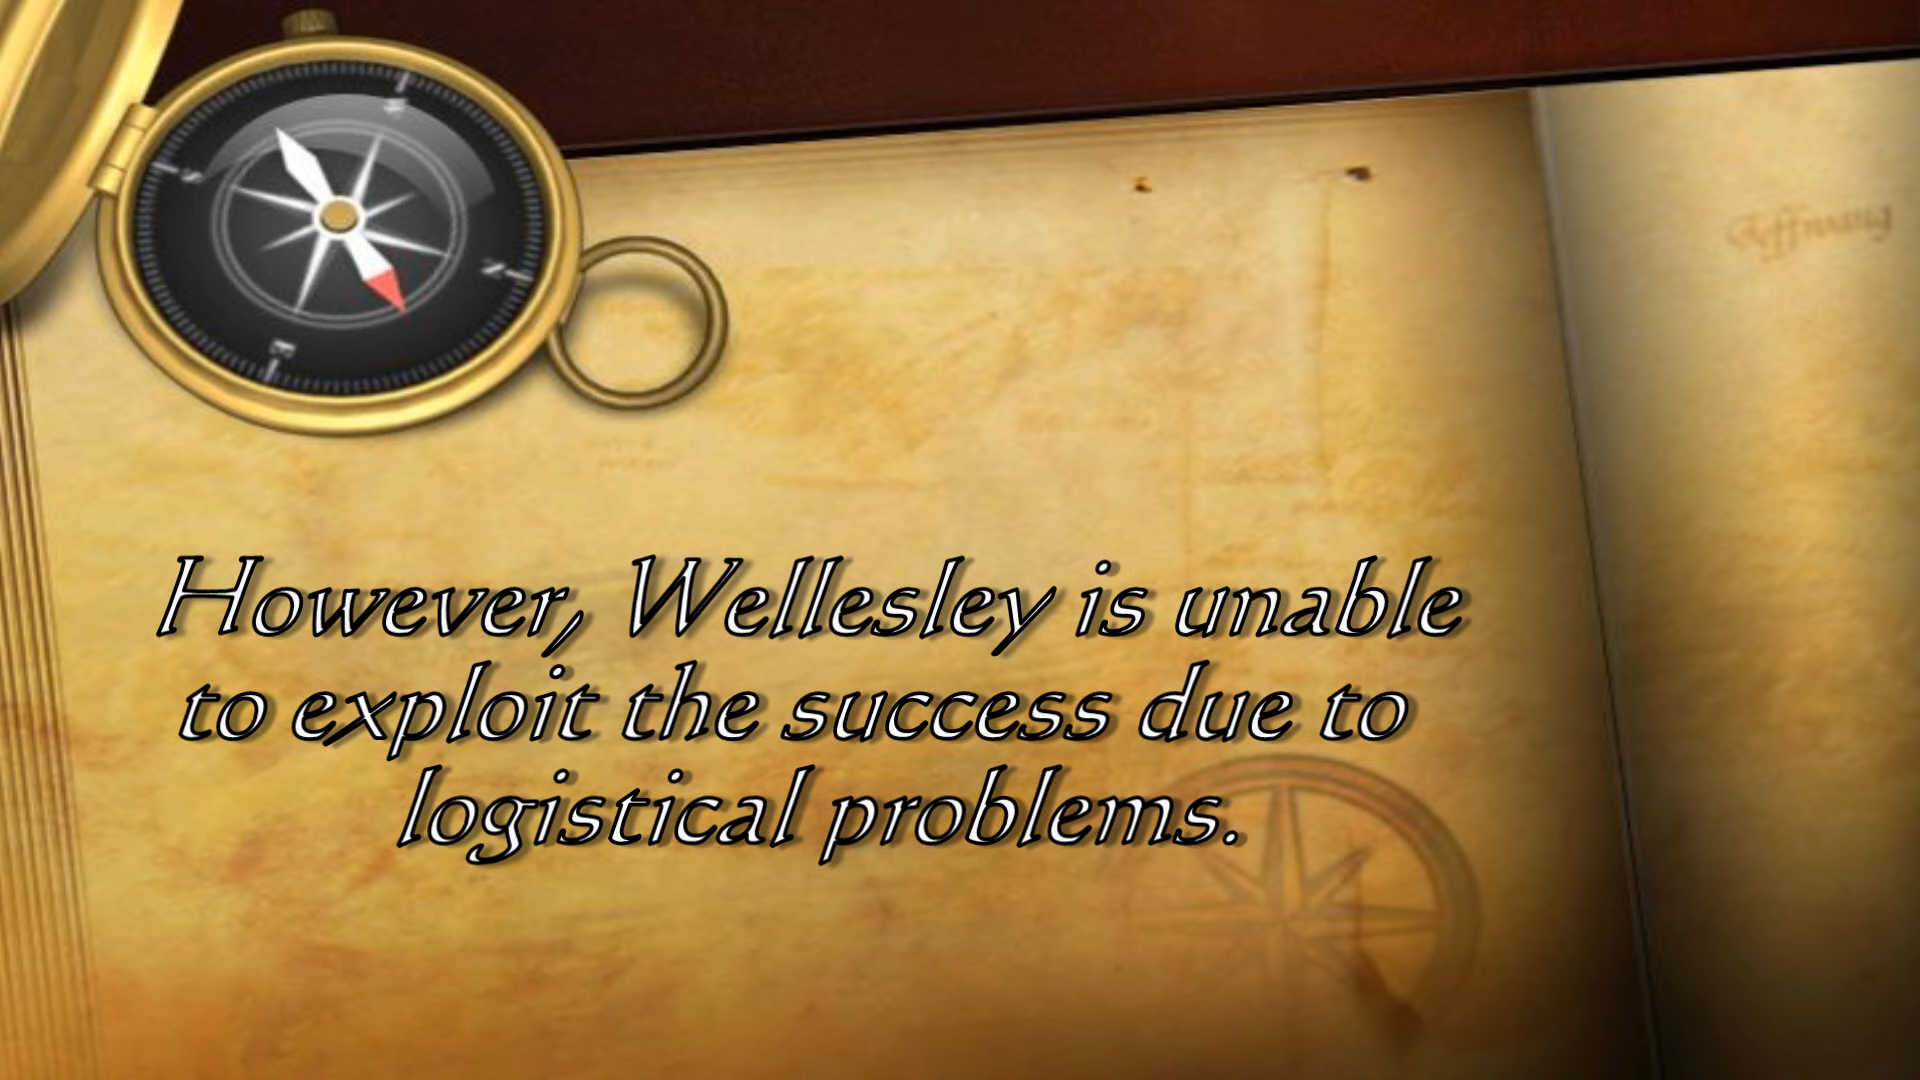 However, Wellesley is unable
to exploit the success due to
logistical problems.